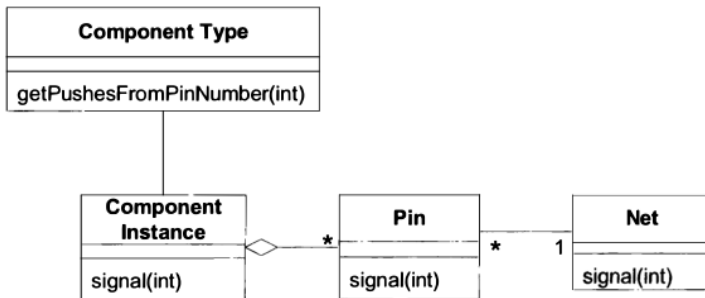 Component Type
getPushesFromPinNumber(int)
Component
Instance
signal(int)
*
Pin
signal(int)
*
1
Net
signal(int)